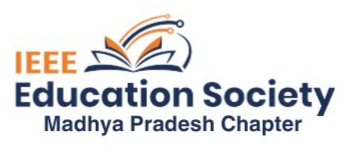 IEEE
Education Society
Madhya Pradesh Chapter